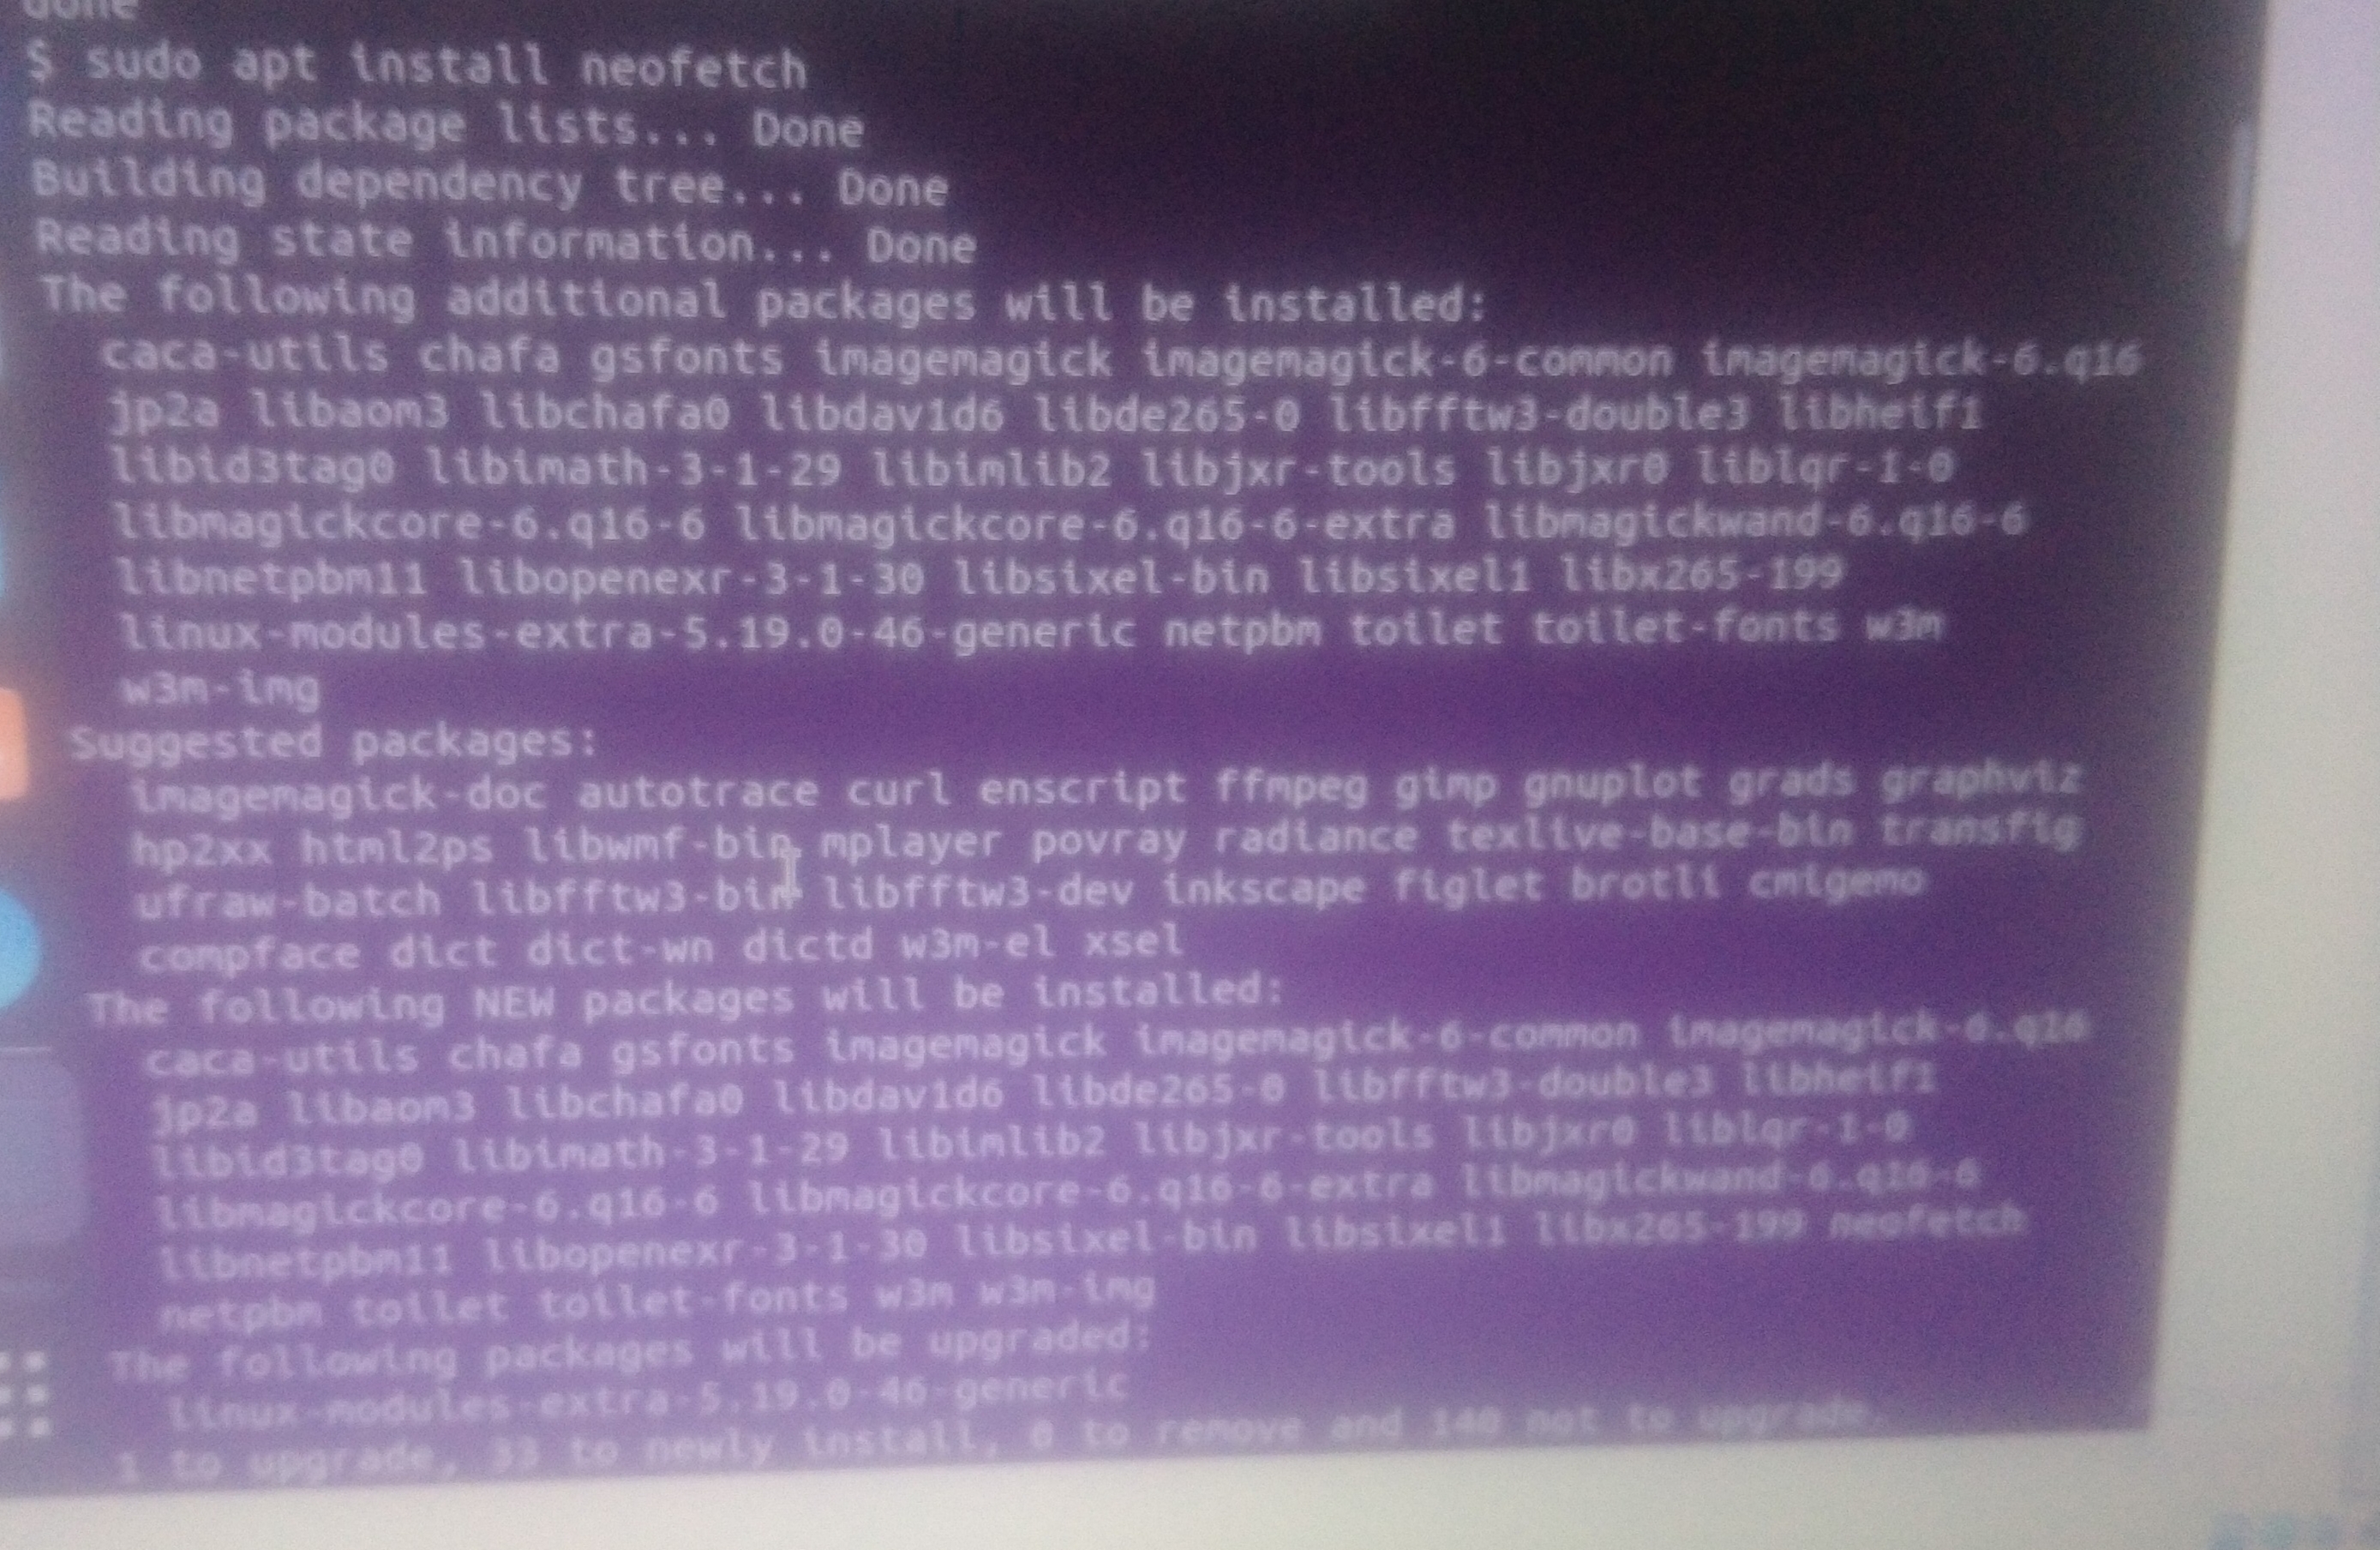 done
$ sudo apt install neofetch
Reading package lists... Done
Building dependency tree... Done
Reading state information... Done
The following additional packages will be installed:
caca-utils chafa gsfonts imagemagick imagemagick-6-common imagemagick-6.q16
jp2a libaom3 libchafa0 libdav1d6 libde265-0 libfftw3-double3 libheif1
libid3tag0 libimath-3-1-29 libimlib2 libjxr-tools libjxr0 liblqr-1-0
libmagickcore-6.q16-6 libmagickcore-6.q16-6-extra libmagickwand-6.q16-6
libnetpbm11 libopenexr-3-1-30 libsixel-bin libsixel1 libx265-199
linux-modules-extra-5.19.0-46-generic netpbm toilet toilet-fonts w3m
w3m-img
Suggested packages:
imagemagick-doc autotrace curl enscript ffmpeg gimp gnuplot grads graphviz
hp2xx html2ps libwmf-bin mplayer povray radiance texlive-base-bin transfig
ufraw-batch libfftw3-bin libfftw3-dev inkscape figlet brotli cmigemo
compface dict dict-wn dictd w3m-el xsel
The following NEW packages will be installed:
caca-utils chafa gsfonts imagemagick imagemagick-6-common imagemagick-6.q16
jp2a libaom3 libchafa0 libdav1d6 libde265-0 libfftw3-double3 libheif1
libid3tag0 libimath-3-1-29 libimlib2 libjxr-tools libjxr0 liblqr-1-0
libmagickcore-6.q16-6 libmagickcore-6.q16-6-extra libmagickwand-6.q16-6
libnetpbm11 libopenexr-3-1-30 libsixel-bin libsixel1 libx265-199 neofetch
netpbm toilet toilet-fonts w3m w3m-img
The following packages will be upgraded:
linux-modules-extra-5.19.0-46-generic
1 to upgrade, 33 to newly install, 0 to remove and 140 not to upgrade.